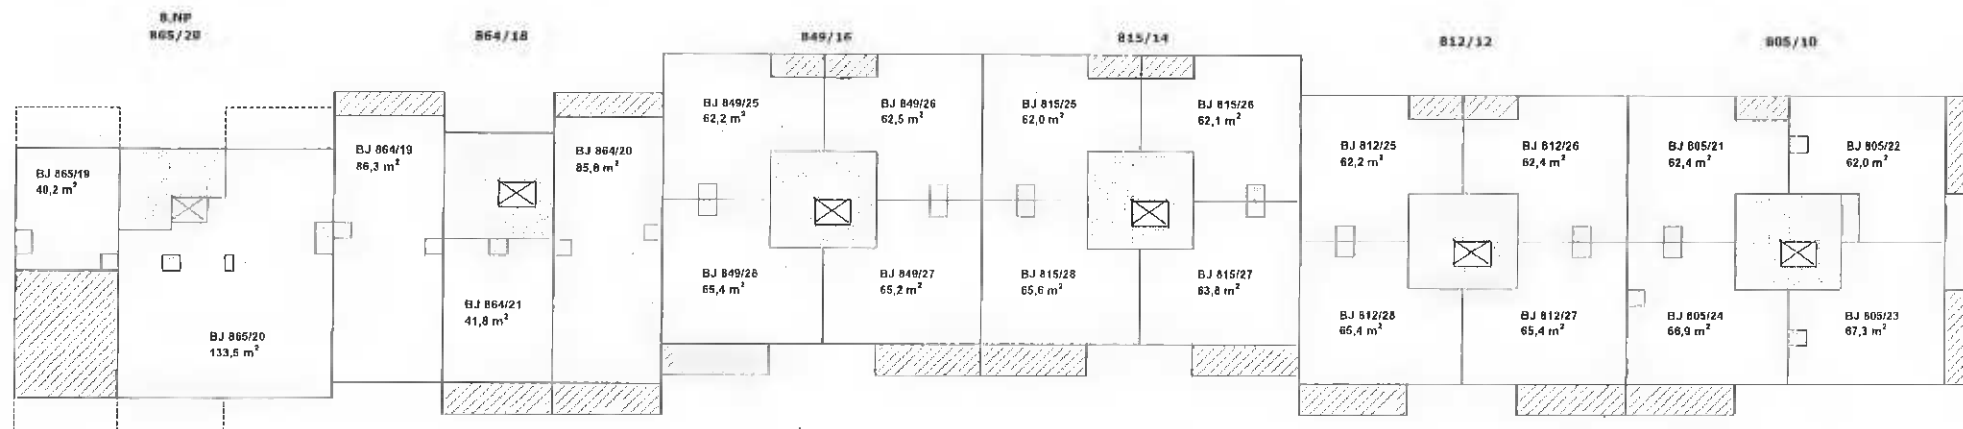 8.NP
865/20
864/18
849/16
815/14
812/12
805/10
BJ 865/19
40,2 m²
BJ 865/20
133,5 m²
BJ 864/19
86,3 m²
BJ 864/20
85,8 m²
BJ 864/21
41,8 m²
BJ 849/25
62,2 m²
BJ 849/26
62,5 m²
BJ 849/28
65,4 m²
BJ 849/27
65,2 m²
BJ 815/25
62,0 m²
BJ 815/26
62,1 m²
BJ 815/28
65,6 m²
BJ 815/27
63,8 m²
BJ 812/25
62,2 m²
BJ 812/26
62,4 m²
BJ 812/28
65,4 m²
BJ 812/27
65,4 m²
BJ 805/21
62,4 m²
BJ 805/22
62,0 m²
BJ 805/24
66,9 m²
BJ 805/23
67,3 m²